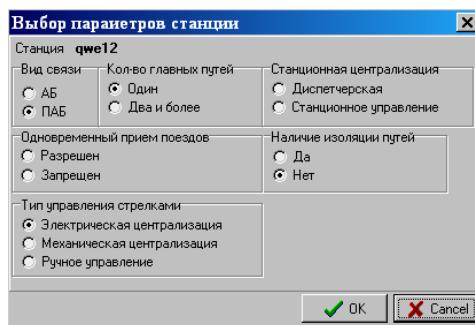 Выбор параметров станции
Станция qwe12
Вид связи
АБ
ПАБ
Кол-во главных путей
Один
Два и более
Станционная централизация
Диспетчерская
Станционное управление
Одновременный прием поездов
Разрешен
Запрещен
Наличие изоляции путей
Да
Нет
Тип управления стрелками
Электрическая централизация
Механическая централизация
Ручное управление
OK
Cancel